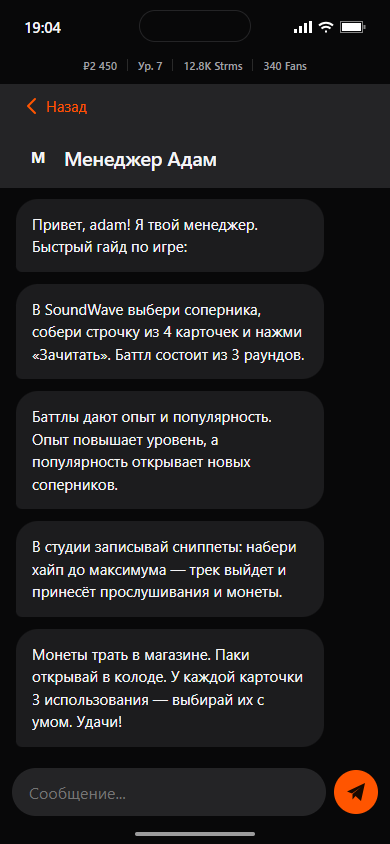 19:04
₽2 450
Ур. 7
12.8K Strms
340 Fans
Назад
М
Менеджер Адам
Привет, adam! Я твой менеджер.
Быстрый гайд по игре:
В SoundWave выбери соперника,
собери строчку из 4 карточек и нажми
«Зачитать». Баттл состоит из 3 раундов.
Баттлы дают опыт и популярность.
Опыт повышает уровень, а
популярность открывает новых
соперников.
В студии записывай сниппеты: набери
хайп до максимума — трек выйдет и
принесёт прослушивания и монеты.
Монеты трать в магазине. Паки
открывай в колоде. У каждой карточки
3 использования — выбирай их с
умом. Удачи!
Сообщение...